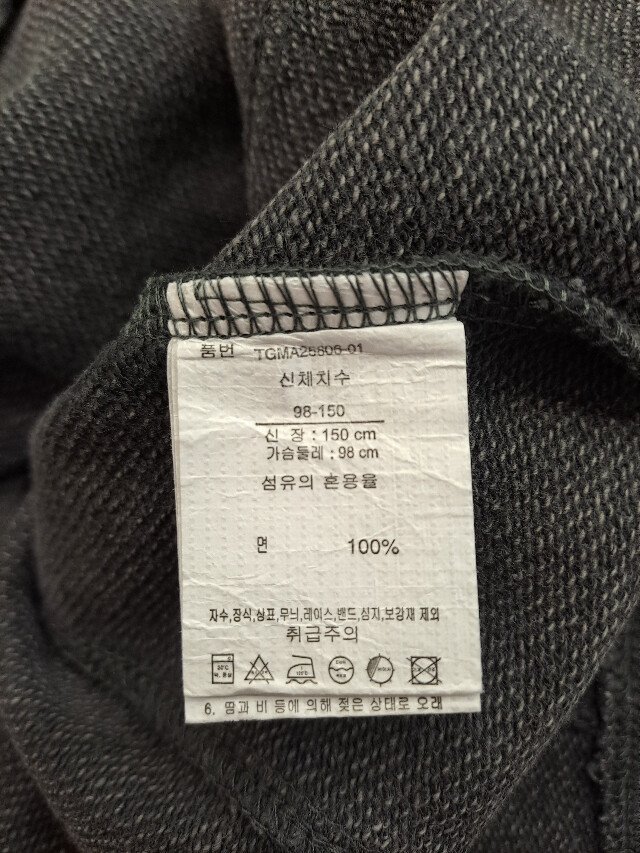 품번 TGMA25806-01
신체치수
98-150
신 장 : 150 cm
가슴둘레 : 98 cm
섬유의 혼용율
면 100%
자수,장식,상표,무늬,레이스,밴드,심지,보강재 제외
취급주의
6. 땀과 비 등에 의해 젖은 상태로 오래